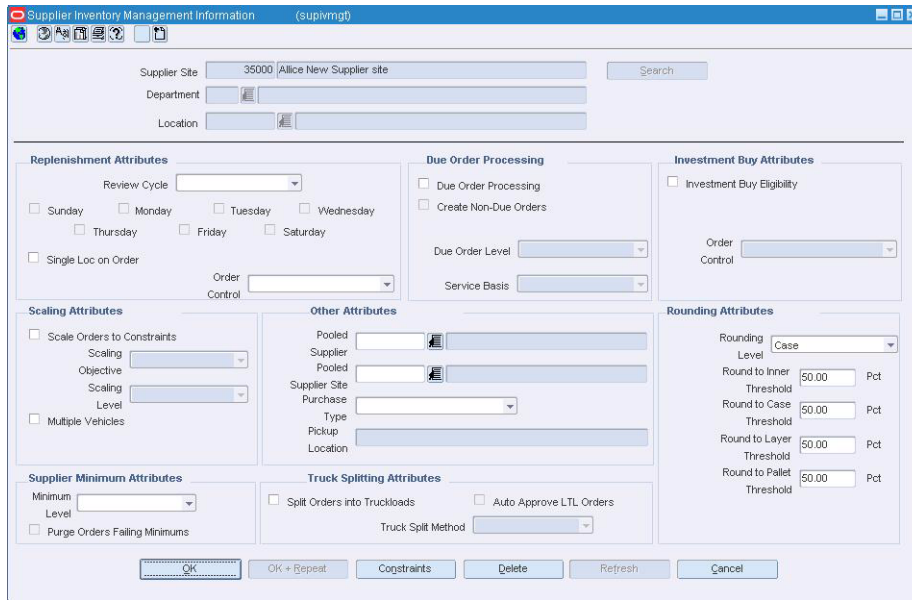 Supplier Inventory Management Information (supivmgt)
Supplier Site 35000 Allice New Supplier site Search
Department
Location
Replenishment Attributes
Review Cycle
Sunday Monday Tuesday Wednesday
Thursday Friday Saturday
Single Loc on Order
Order
Control
Due Order Processing
Due Order Processing
Create Non-Due Orders
Due Order Level
Service Basis
Investment Buy Attributes
Investment Buy Eligibility
Order
Control
Scaling Attributes
Scale Orders to Constraints
Scaling
Objective
Scaling
Level
Multiple Vehicles
Other Attributes
Pooled
Supplier
Pooled
Supplier Site
Purchase
Type
Pickup
Location
Rounding Attributes
Rounding
Level Case
Round to Inner
Threshold 50.00 Pct
Round to Case
Threshold 50.00 Pct
Round to Layer
Threshold 50.00 Pct
Round to Pallet
Threshold 50.00 Pct
Supplier Minimum Attributes
Minimum
Level
Purge Orders Failing Minimums
Truck Splitting Attributes
Split Orders into Truckloads Auto Approve LTL Orders
Truck Split Method
OK OK + Repeat Constraints Delete Refresh Cancel